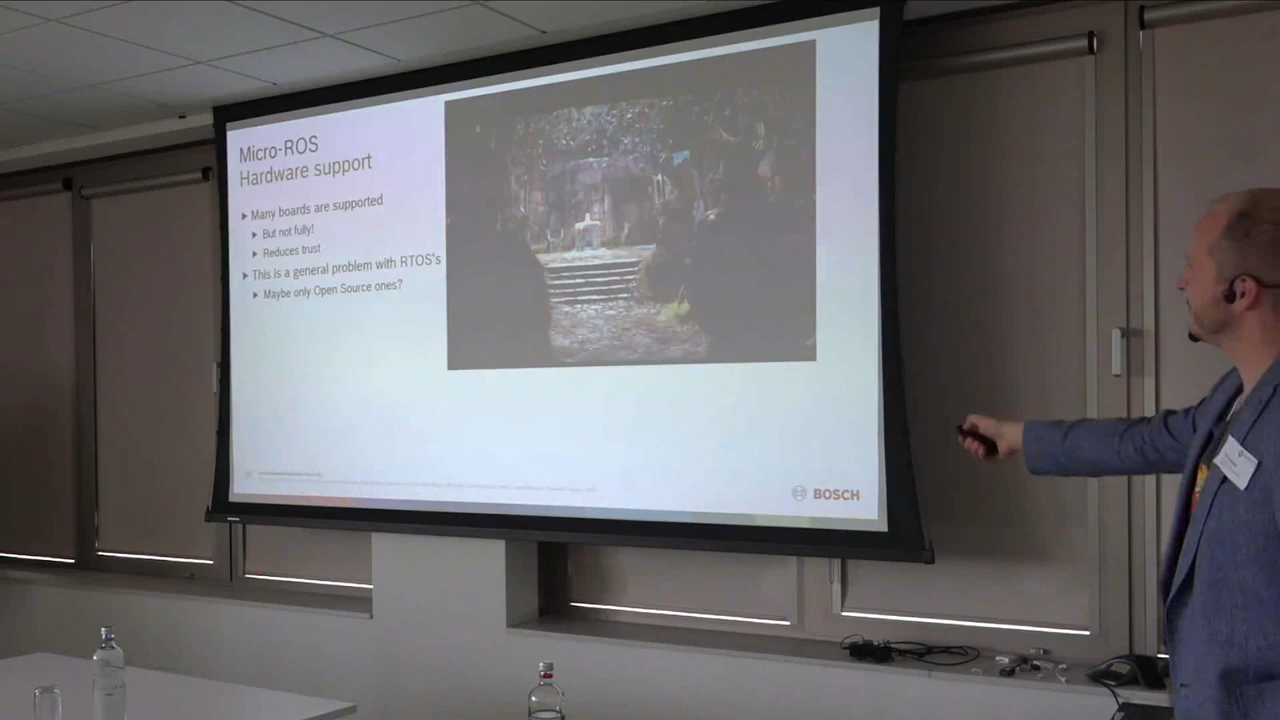 Micro-ROS
Hardware support
Many boards are supported
But not fully!
Reduces trust
This is a general problem with RTOS's
Maybe only Open Source ones?
BOSCH